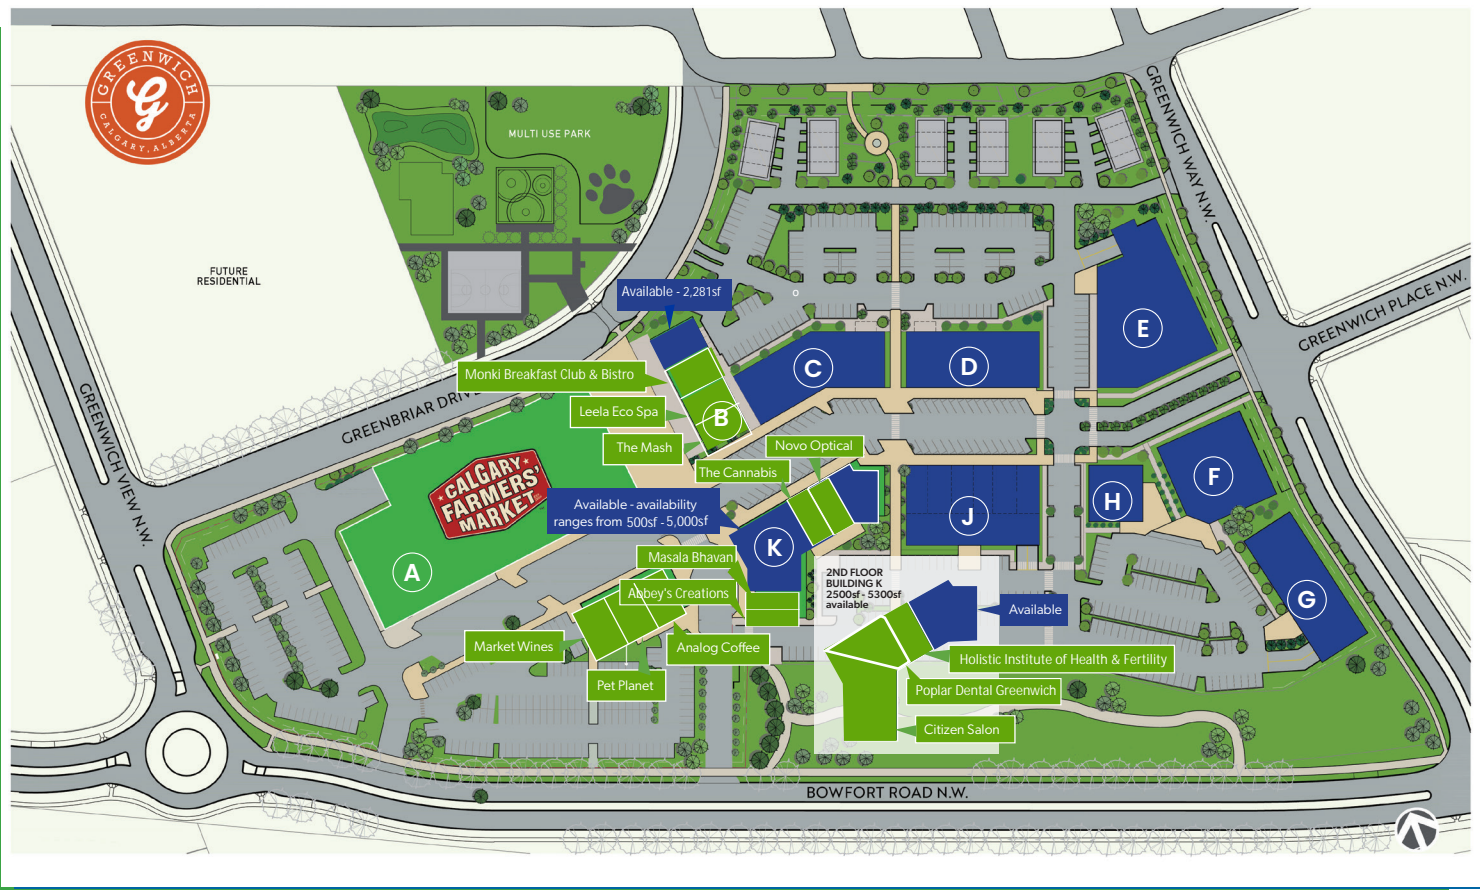 GREENWICH
G
CALGARY, ALBERTA
MULTI USE PARK
FUTURE
RESIDENTIAL
GREENWICH WAY N.W.
GREENWICH PLACE N.W.
GREENWICH VIEW N.W.
GREENBRIAR DRIVE
Available - 2,281sf
Monki Breakfast Club & Bistro
Leela Eco Spa
The Mash
B
C
D
E
Novo Optical
The Cannabis
CALGARY
FARMERS'
MARKET
A
Available - availability
ranges from 500sf - 5,000sf
K
J
H
F
G
Masala Bhavan
Abbey's Creations
Market Wines
Analog Coffee
Pet Planet
2ND FLOOR
BUILDING K
2500sf - 5300sf
available
Available
Holistic Institute of Health & Fertility
Poplar Dental Greenwich
Citizen Salon
BOWFORT ROAD N.W.